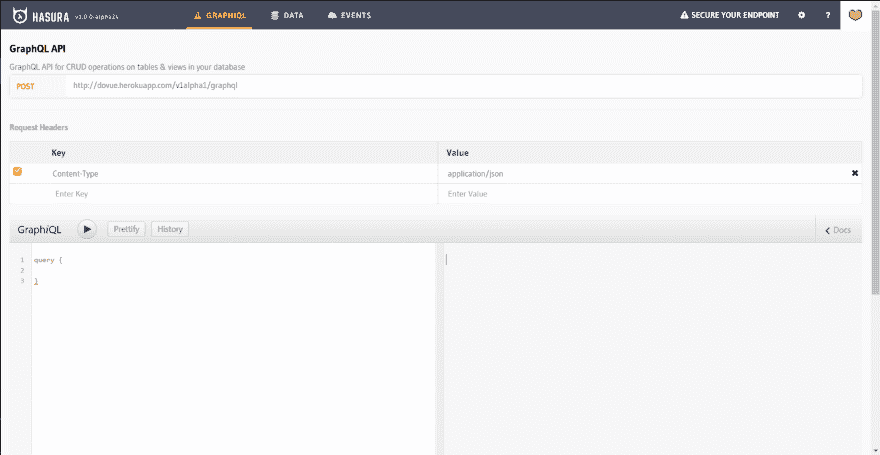 HASURA v1.0.0-alpha24 GRAPHIQL DATA EVENTS SECURE YOUR ENDPOINT ?
GraphQL API
GraphQL API for CRUD operations on tables & views in your database
POST http://dovue.herokuapp.com/v1alpha1/graphql
Request Headers
Key Value
Content-Type application/json
Enter Key Enter Value
GraphiQL Prettify History Docs
1 query {
2
3 }